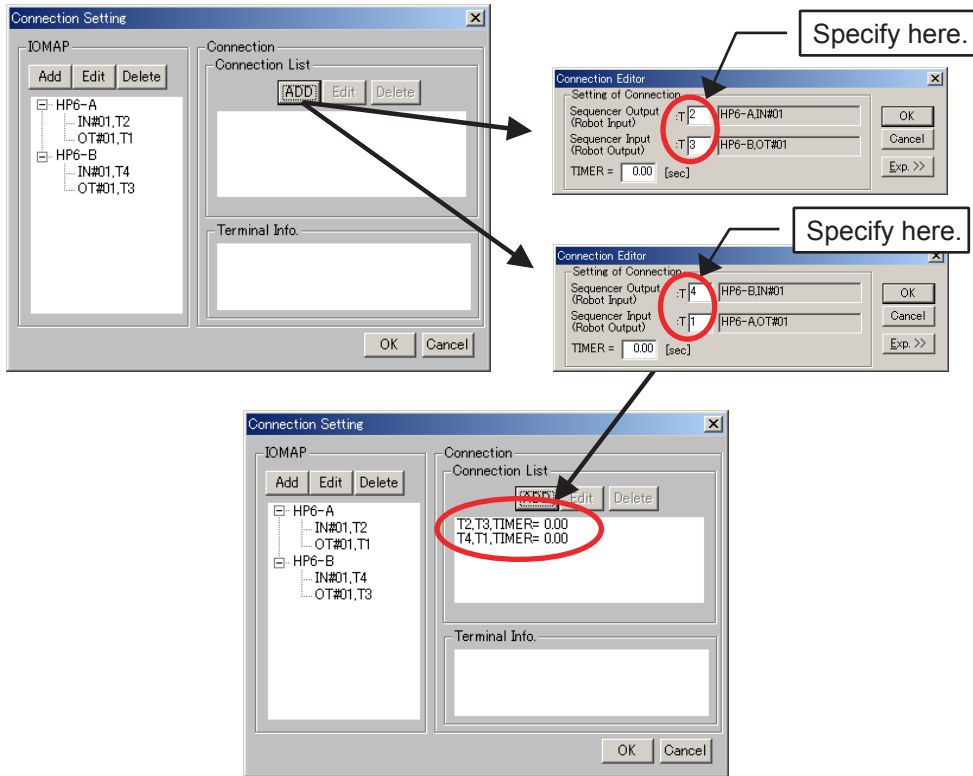 Connection Setting
IOMAP
Add Edit Delete
HP6-A
IN#01,T2
OT#01,T1
HP6-B
IN#01,T4
OT#01,T3
Connection
Connection List
ADD Edit Delete
Terminal Info.
OK Cancel
Specify here.
Connection Editor
Setting of Connection
Sequencer Output
(Robot Input)
:T 2 HP6-A,IN#01
Sequencer Input
(Robot Output)
:T 3 HP6-B,OT#01
TIMER = 0.00 [sec]
OK
Cancel
Exp. >>
Specify here.
Connection Editor
Setting of Connection
Sequencer Output
(Robot Input)
:T 4 HP6-B,IN#01
Sequencer Input
(Robot Output)
:T 1 HP6-A,OT#01
TIMER = 0.00 [sec]
OK
Cancel
Exp. >>
Connection Setting
IOMAP
Add Edit Delete
HP6-A
IN#01,T2
OT#01,T1
HP6-B
IN#01,T4
OT#01,T3
Connection
Connection List
ADD Edit Delete
T2,T3,TIMER= 0.00
T4,T1,TIMER= 0.00
Terminal Info.
OK Cancel